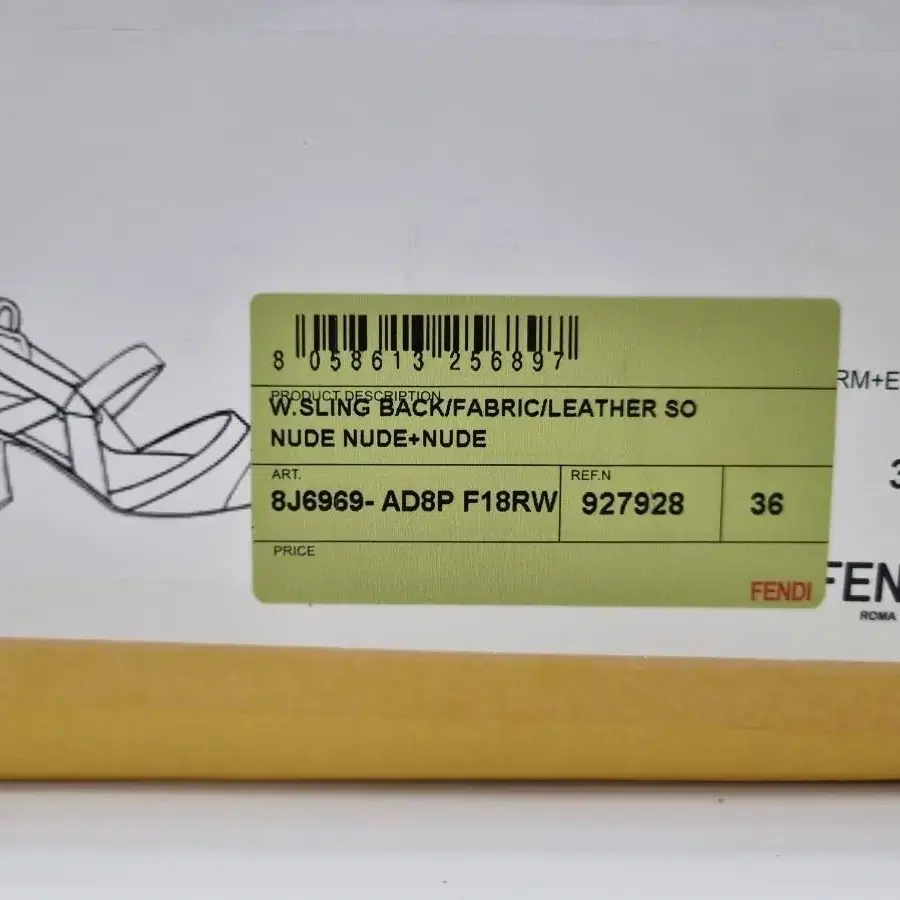 8 058613 256897
PRODUCT DESCRIPTION
W.SLING BACK/FABRIC/LEATHER SO
NUDE NUDE+NUDE
ART.
8J6969- AD8P F18RW
REF.N
927928
36
PRICE
FENDI
RM+E
3
FEN
ROMA